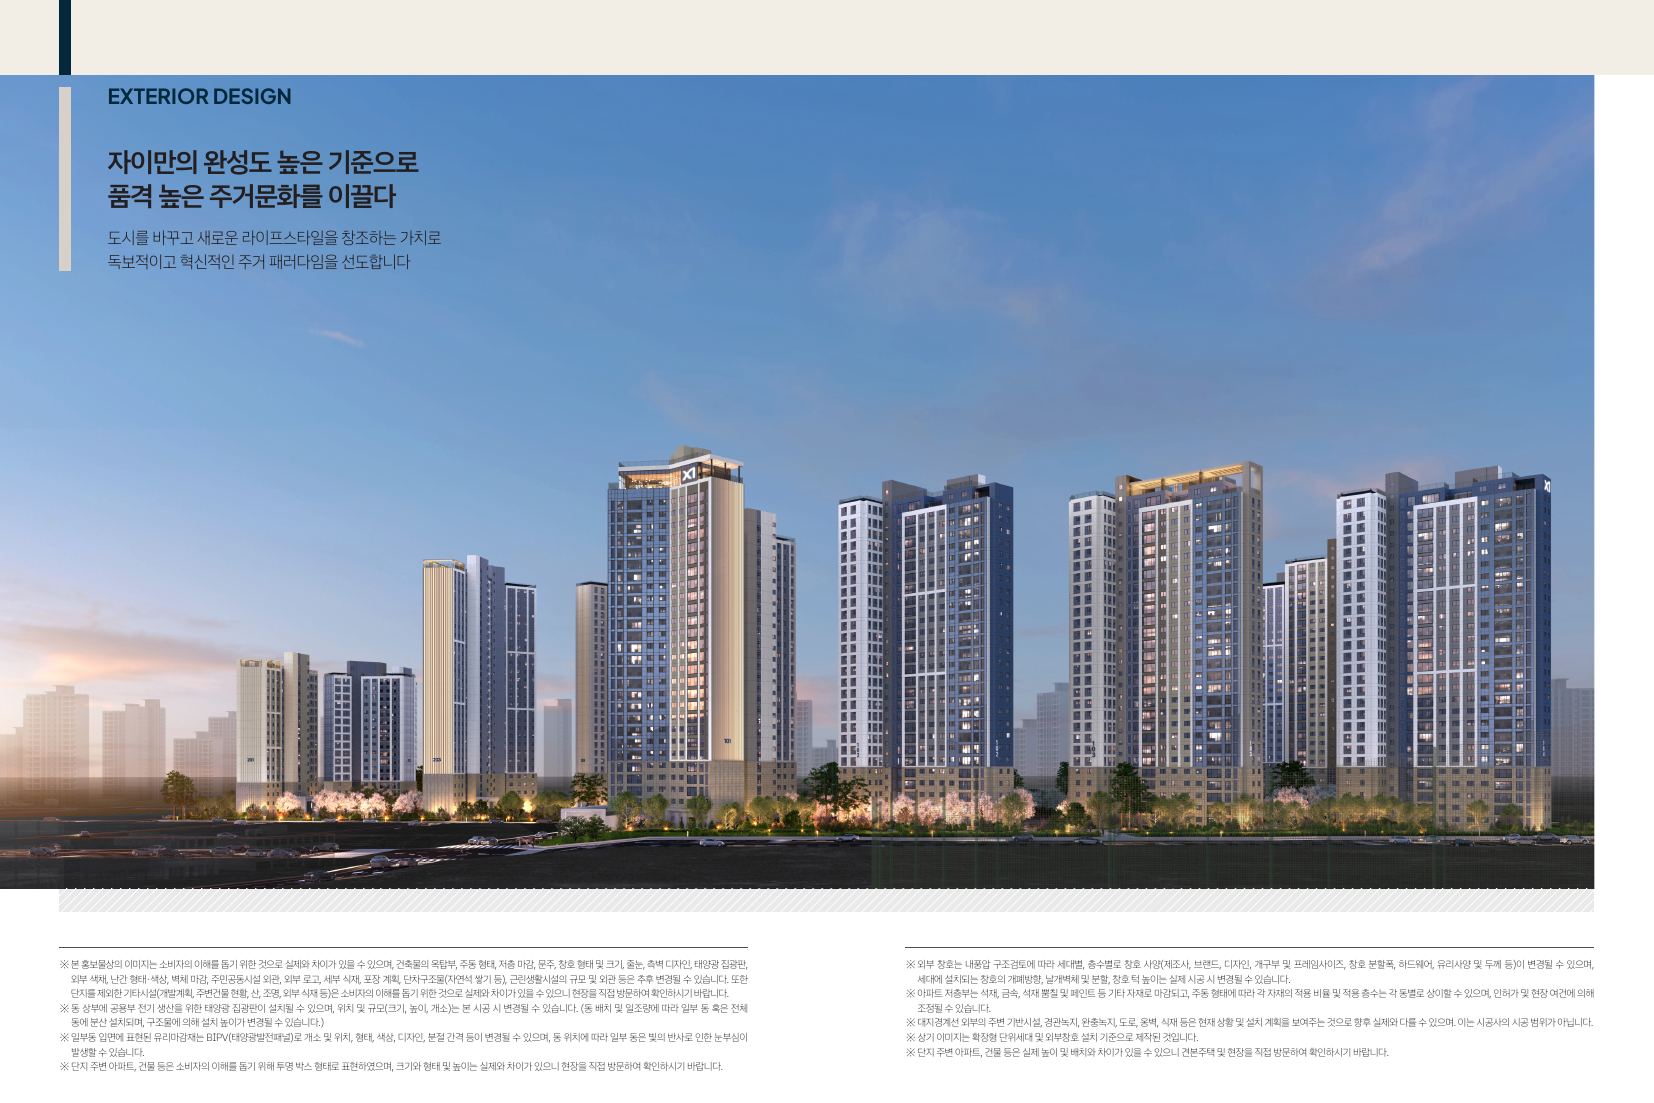 EXTERIOR DESIGN
자이만의 완성도 높은 기준으로
품격 높은 주거문화를 이끌다
도시를 바꾸고 새로운 라이프스타일을 창조하는 가치로
독보적이고 혁신적인 주거 패러다임을 선도합니다
XI
XI
201
203
101
102
102
103
103
104
※ 본 홍보물상의 이미지는 소비자의 이해를 돕기 위한 것으로 실제와 차이가 있을 수 있으며, 건축물의 옥탑부, 주동 형태, 저층 마감, 문주, 창호 형태 및 크기, 줄눈, 측벽 디자인, 태양광 집광판,
외부 색채, 난간 형태·색상, 벽체 마감, 주민공동시설 외관, 외부 로고, 세부 식재, 포장 계획, 단차구조물(자연석 쌓기 등), 근린생활시설의 규모 및 외관 등은 추후 변경될 수 있습니다. 또한
단지를 제외한 기타시설(개발계획, 주변건물 현황, 산, 조명, 외부 식재 등)은 소비자의 이해를 돕기 위한 것으로 실제와 차이가 있을 수 있으니 현장을 직접 방문하여 확인하시기 바랍니다.
※ 동 상부에 공용부 전기 생산을 위한 태양광 집광판이 설치될 수 있으며, 위치 및 규모(크기, 높이, 개소)는 본 시공 시 변경될 수 있습니다. (동 배치 및 일조량에 따라 일부 동 혹은 전체
동에 분산 설치되며, 구조물에 의해 설치 높이가 변경될 수 있습니다.)
※ 일부동 입면에 표현된 유리마감재는 BIPV(태양광발전패널)로 개소 및 위치, 형태, 색상, 디자인, 분절 간격 등이 변경될 수 있으며, 동 위치에 따라 일부 동은 빛의 반사로 인한 눈부심이
발생할 수 있습니다.
※ 단지 주변 아파트, 건물 등은 소비자의 이해를 돕기 위해 투명 박스 형태로 표현하였으며, 크기와 형태 및 높이는 실제와 차이가 있으니 현장을 직접 방문하여 확인하시기 바랍니다.
※ 외부 창호는 내풍압 구조검토에 따라 세대별, 층수별로 창호 사양(제조사, 브랜드, 디자인, 개구부 및 프레임사이즈, 창호 분할폭, 하드웨어, 유리사양 및 두께 등)이 변경될 수 있으며,
세대에 설치되는 창호의 개폐방향, 날개벽체 및 분할, 창호 턱 높이는 실제 시공 시 변경될 수 있습니다.
※ 아파트 저층부는 석재, 금속, 석재 뿜칠 및 페인트 등 기타 자재로 마감되고, 주동 형태에 따라 각 자재의 적용 비율 및 적용 층수는 각 동별로 상이할 수 있으며, 인허가 및 현장 여건에 의해
조정될 수 있습니다.
※ 대지경계선 외부의 주변 기반시설, 경관녹지, 완충녹지, 도로, 옹벽, 식재 등은 현재 상황 및 설치 계획을 보여주는 것으로 향후 실제와 다를 수 있으며. 이는 시공사의 시공 범위가 아닙니다.
※ 상기 이미지는 확장형 단위세대 및 외부창호 설치 기준으로 제작된 것입니다.
※ 단지 주변 아파트, 건물 등은 실제 높이 및 배치와 차이가 있을 수 있으니 견본주택 및 현장을 직접 방문하여 확인하시기 바랍니다.